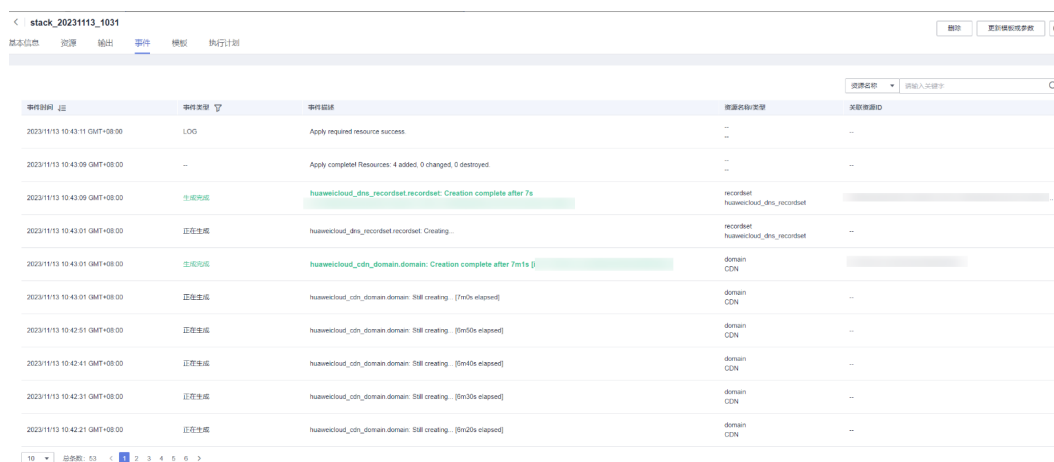 stack_20231113_1031
删除 更新模板或参数
基本信息 资源 输出 事件 模板 执行计划
资源名称 请输入关键字
事件时间 事件类型 事件描述 资源名称/类型 关联资源ID
2023/11/13 10:43:11 GMT+08:00 LOG Apply required resource success. -- --
--
2023/11/13 10:43:09 GMT+08:00 -- Apply complete! Resources: 4 added, 0 changed, 0 destroyed. -- --
--
2023/11/13 10:43:09 GMT+08:00 生成完成 huaweicloud_dns_recordset.recordset: Creation complete after 7s recordset
huaweicloud_dns_recordset
2023/11/13 10:43:01 GMT+08:00 正在生成 huaweicloud_dns_recordset.recordset: Creating... recordset --
huaweicloud_dns_recordset
2023/11/13 10:43:01 GMT+08:00 生成完成 huaweicloud_cdn_domain.domain: Creation complete after 7m1s domain
CDN
2023/11/13 10:43:01 GMT+08:00 正在生成 huaweicloud_cdn_domain.domain: Still creating... [7m0s elapsed] domain --
CDN
2023/11/13 10:42:51 GMT+08:00 正在生成 huaweicloud_cdn_domain.domain: Still creating... [6m50s elapsed] domain --
CDN
2023/11/13 10:42:41 GMT+08:00 正在生成 huaweicloud_cdn_domain.domain: Still creating... [6m40s elapsed] domain --
CDN
2023/11/13 10:42:31 GMT+08:00 正在生成 huaweicloud_cdn_domain.domain: Still creating... [6m30s elapsed] domain --
CDN
2023/11/13 10:42:21 GMT+08:00 正在生成 huaweicloud_cdn_domain.domain: Still creating... [6m20s elapsed] domain --
CDN
10 总条数: 53 < 1 2 3 4 5 6 >